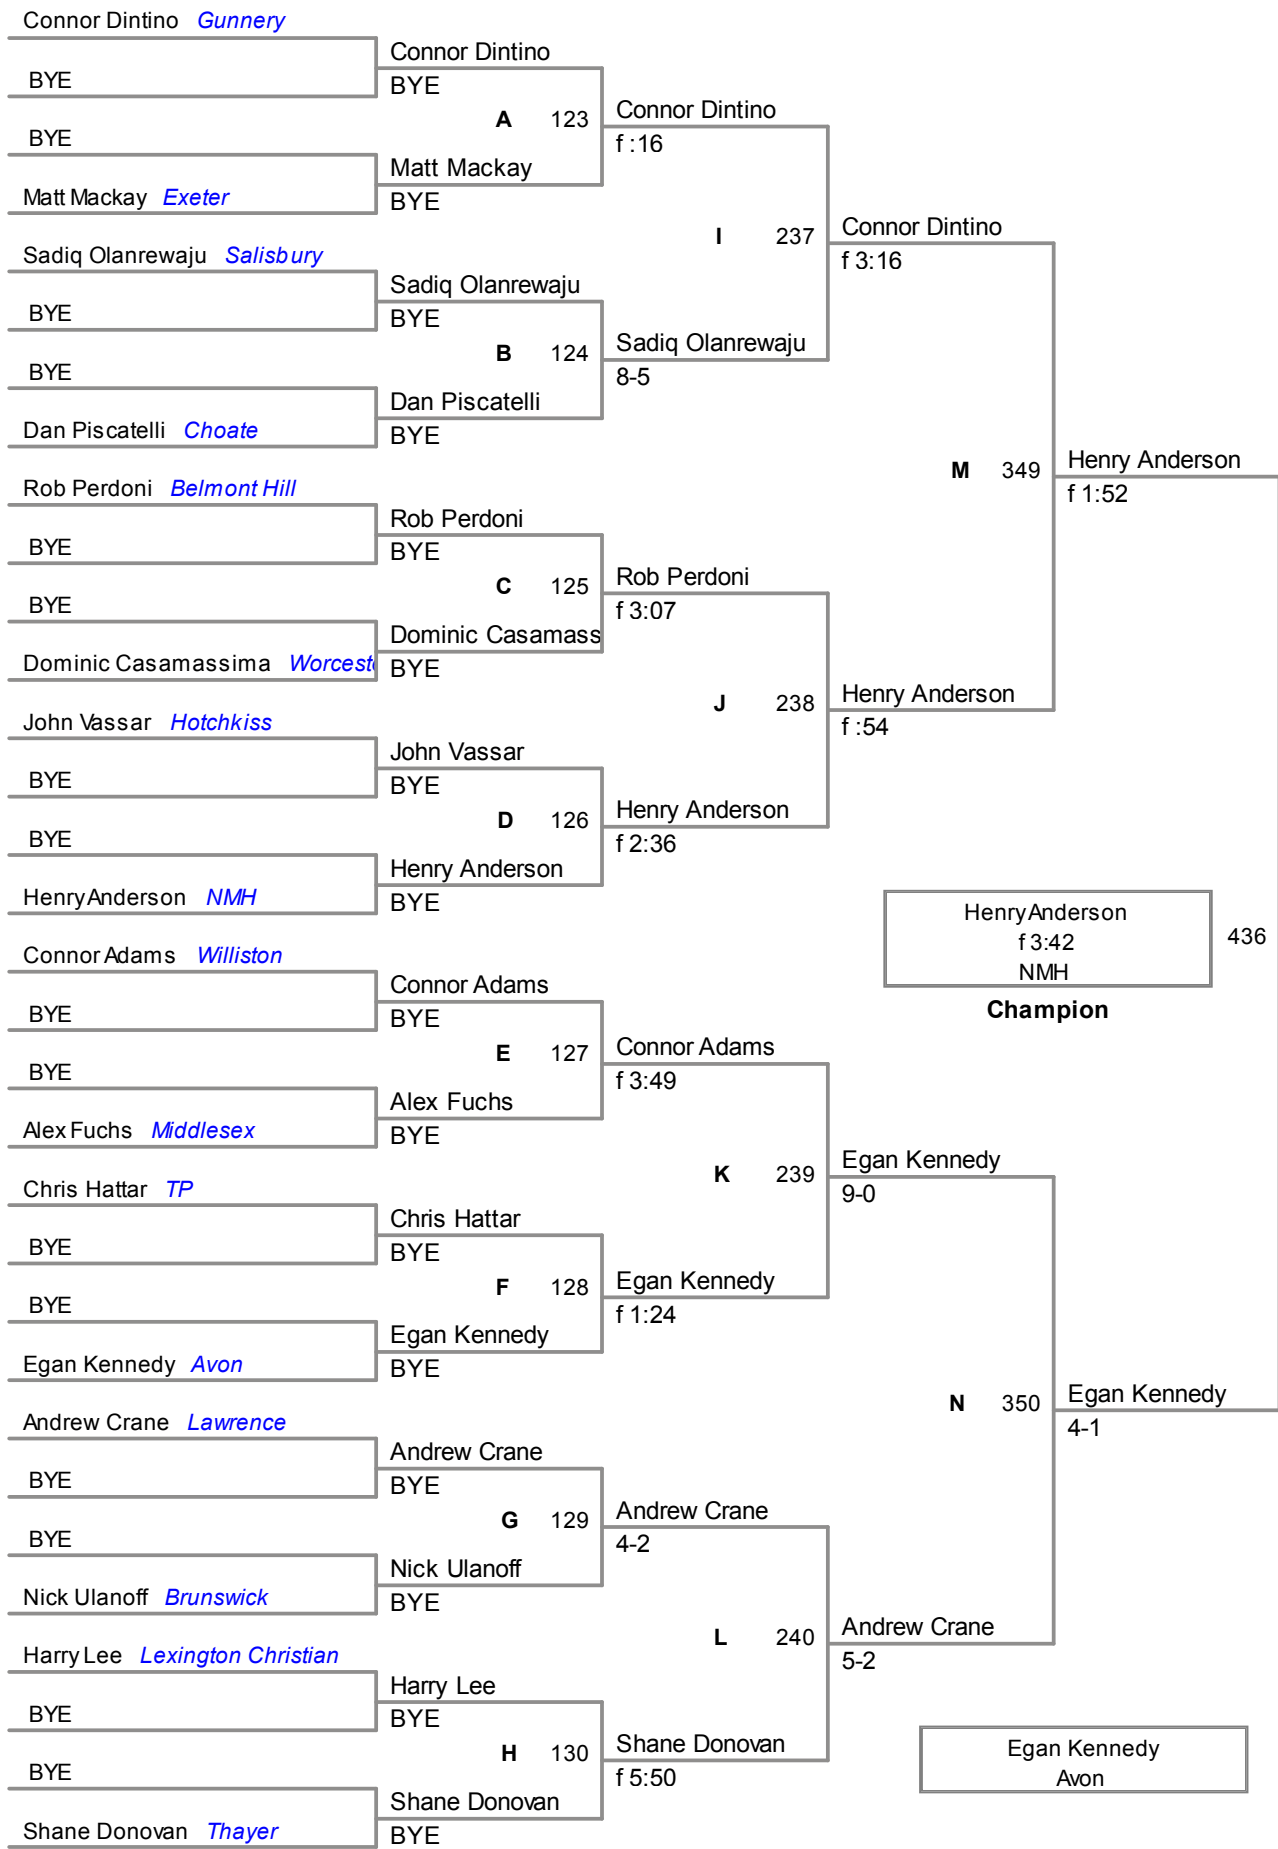 Connor Dintino Gunnery
BYE
BYE
Matt Mackay Exeter
Sadiq Olanrewaju Salisbury
BYE
BYE
Dan Piscatelli Choate
Rob Perdoni Belmont Hill
BYE
BYE
Dominic Casamassima Worceste
John Vassar Hotchkiss
BYE
BYE
Henry Anderson NMH
Connor Adams Williston
BYE
BYE
Alex Fuchs Middlesex
Chris Hattar TP
BYE
BYE
Egan Kennedy Avon
Andrew Crane Lawrence
BYE
BYE
Nick Ulanoff Brunswick
Harry Lee Lexington Christian
BYE
BYE
Shane Donovan Thayer
Connor Dintino
BYE
A 123
Matt Mackay
BYE
Sadiq Olanrewaju
BYE
B 124
Dan Piscatelli
BYE
Rob Perdoni
BYE
C 125
Dominic Casamass
BYE
John Vassar
BYE
D 126
Henry Anderson
BYE
Connor Adams
BYE
E 127
Alex Fuchs
BYE
Chris Hattar
BYE
F 128
Egan Kennedy
BYE
Andrew Crane
BYE
G 129
Nick Ulanoff
BYE
Harry Lee
BYE
H 130
Shane Donovan
BYE
Connor Dintino
f :16
I 237
Sadiq Olanrewaju
8-5
Rob Perdoni
f 3:07
J 238
Henry Anderson
f 2:36
Connor Adams
f 3:49
K 239
Egan Kennedy
f 1:24
Andrew Crane
4-2
L 240
Shane Donovan
f 5:50
Connor Dintino
f 3:16
M 349
Henry Anderson
f :54
Egan Kennedy
9-0
N 350
Andrew Crane
5-2
Henry Anderson
f 1:52
Henry Anderson
f 3:42
NMH
436
Champion
Egan Kennedy
4-1
Egan Kennedy
Avon